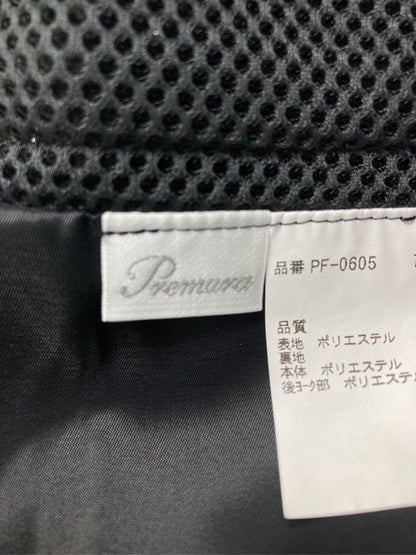 Premura
品番 PF-0605
品質
表地 ポリエステル
裏地
本体 ポリエステル
後ヨーク部 ポリエステル